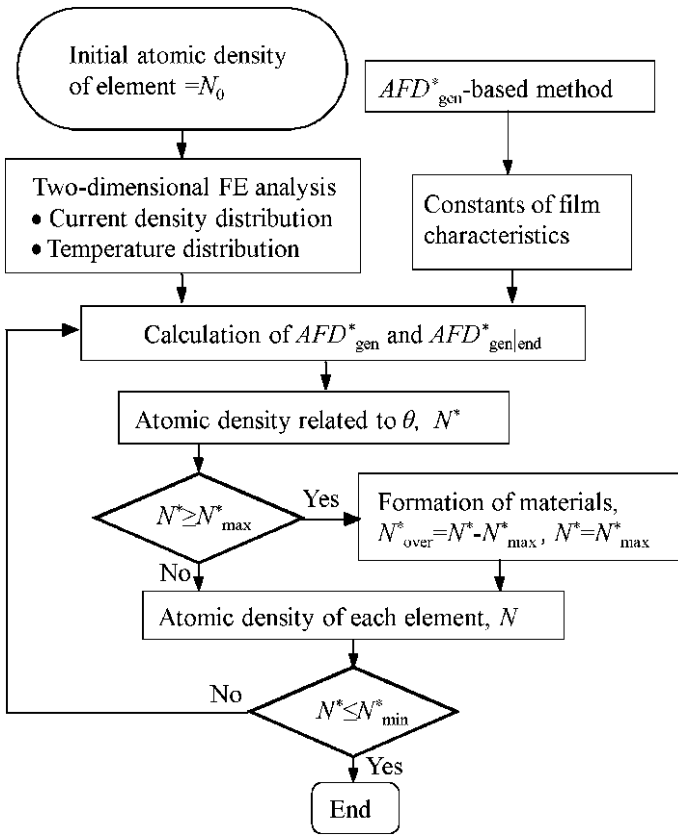 Initial atomic density
of element =N₀
AFD*gen-based method
Two-dimensional FE analysis
• Current density distribution
• Temperature distribution
Constants of film
characteristics
Calculation of AFD*gen and AFD*gen|end
Atomic density related to θ, N*
N*≥N*max
Yes
Formation of materials,
N*over=N*-N*max, N*=N*max
No
Atomic density of each element, N
No
N*≤N*min
Yes
End